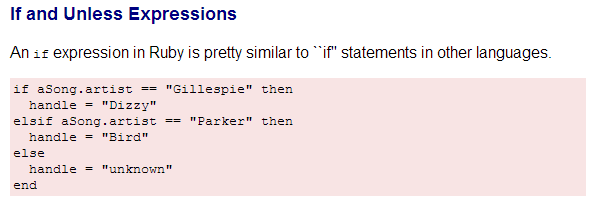 If and Unless Expressions
An if expression in Ruby is pretty similar to ``if'' statements in other languages.
if aSong.artist == "Gillespie" then
  handle = "Dizzy"
elsif aSong.artist == "Parker" then
  handle = "Bird"
else
  handle = "unknown"
end